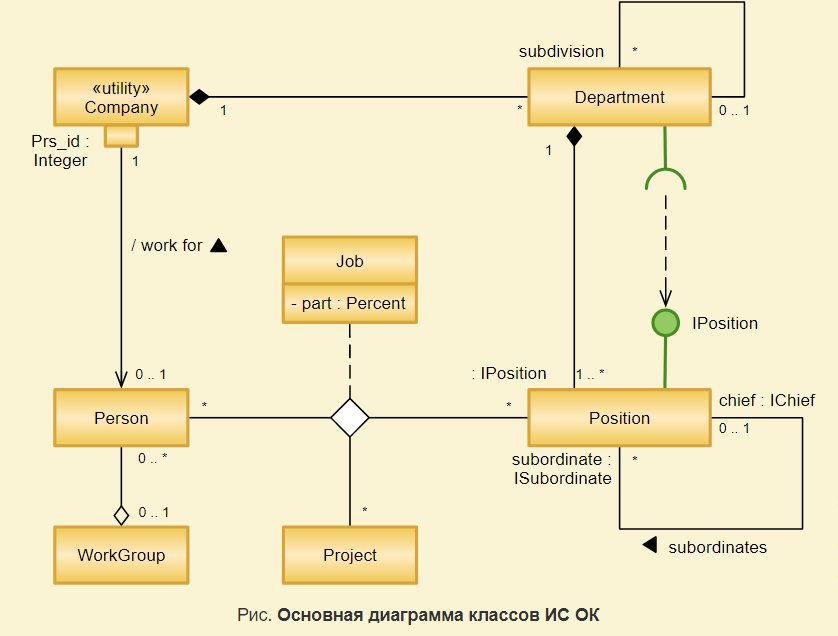 subdivision
*
«utility»
Company
Department
1
*
0 .. 1
Prs_id :
Integer
1
1
/ work for ▲
Job
- part : Percent
IPosition
0 .. 1
: IPosition
1 .. *
chief : IChief
*
*
Person
Position
0 .. 1
0 .. *
subordinate :
ISubordinate
*
0 .. 1
*
◀ subordinates
WorkGroup
Project
Рис. Основная диаграмма классов ИС ОК